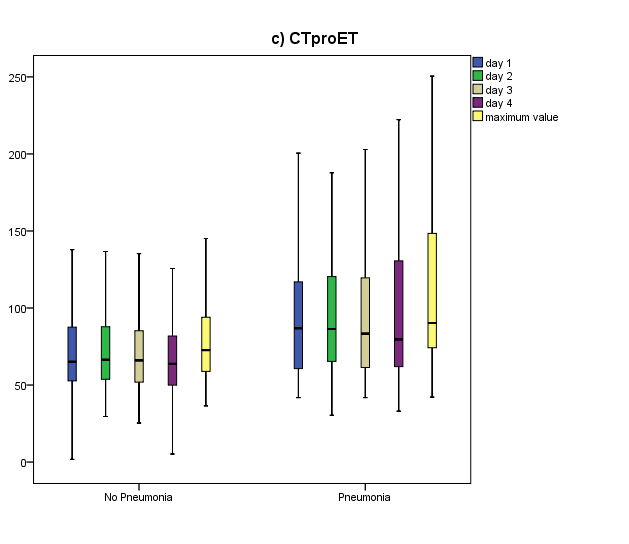 c) CTproET
day 1
day 2
day 3
day 4
maximum value
250
200
150
100
50
0
No Pneumonia
Pneumonia